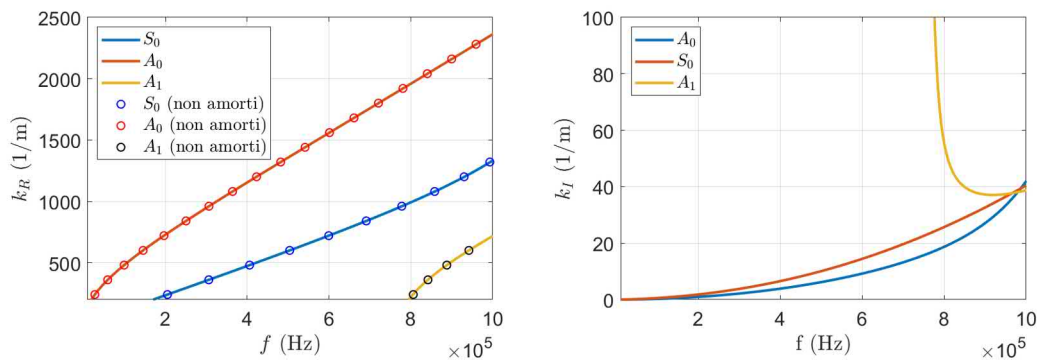 2500
2000
1500
1000
500
k_R (1/m)
S_0
A_0
A_1
S_0 (non amorti)
A_0 (non amorti)
A_1 (non amorti)
2 4 6 8 10
f (Hz)
×10^5
100
80
60
40
20
0
k_I (1/m)
A_0
S_0
A_1
0 2 4 6 8 10
f (Hz)
×10^5